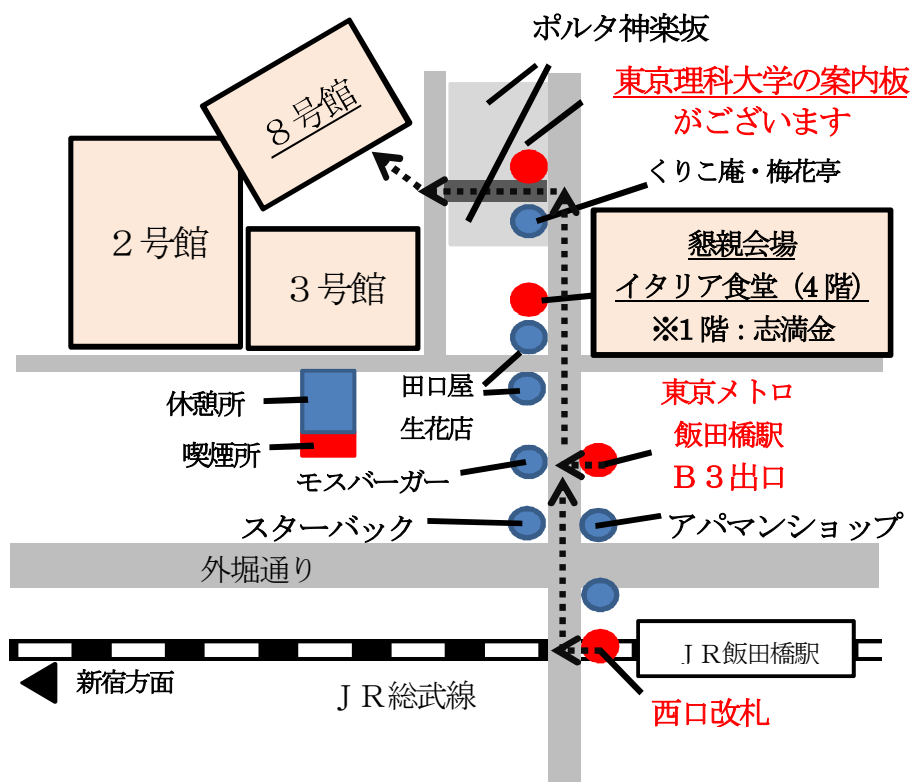 ポルタ神楽坂
東京理科大学の案内板
がございます
８号館
くりこ庵・梅花亭
２号館
懇親会場
イタリア食堂（4階）
※1階：志満金
３号館
田口屋
生花店
東京メトロ
飯田橋駅
Ｂ３出口
休憩所
喫煙所
モスバーガー
スターバック
アパマンショップ
外堀通り
ＪＲ飯田橋駅
新宿方面
ＪＲ総武線
西口改札